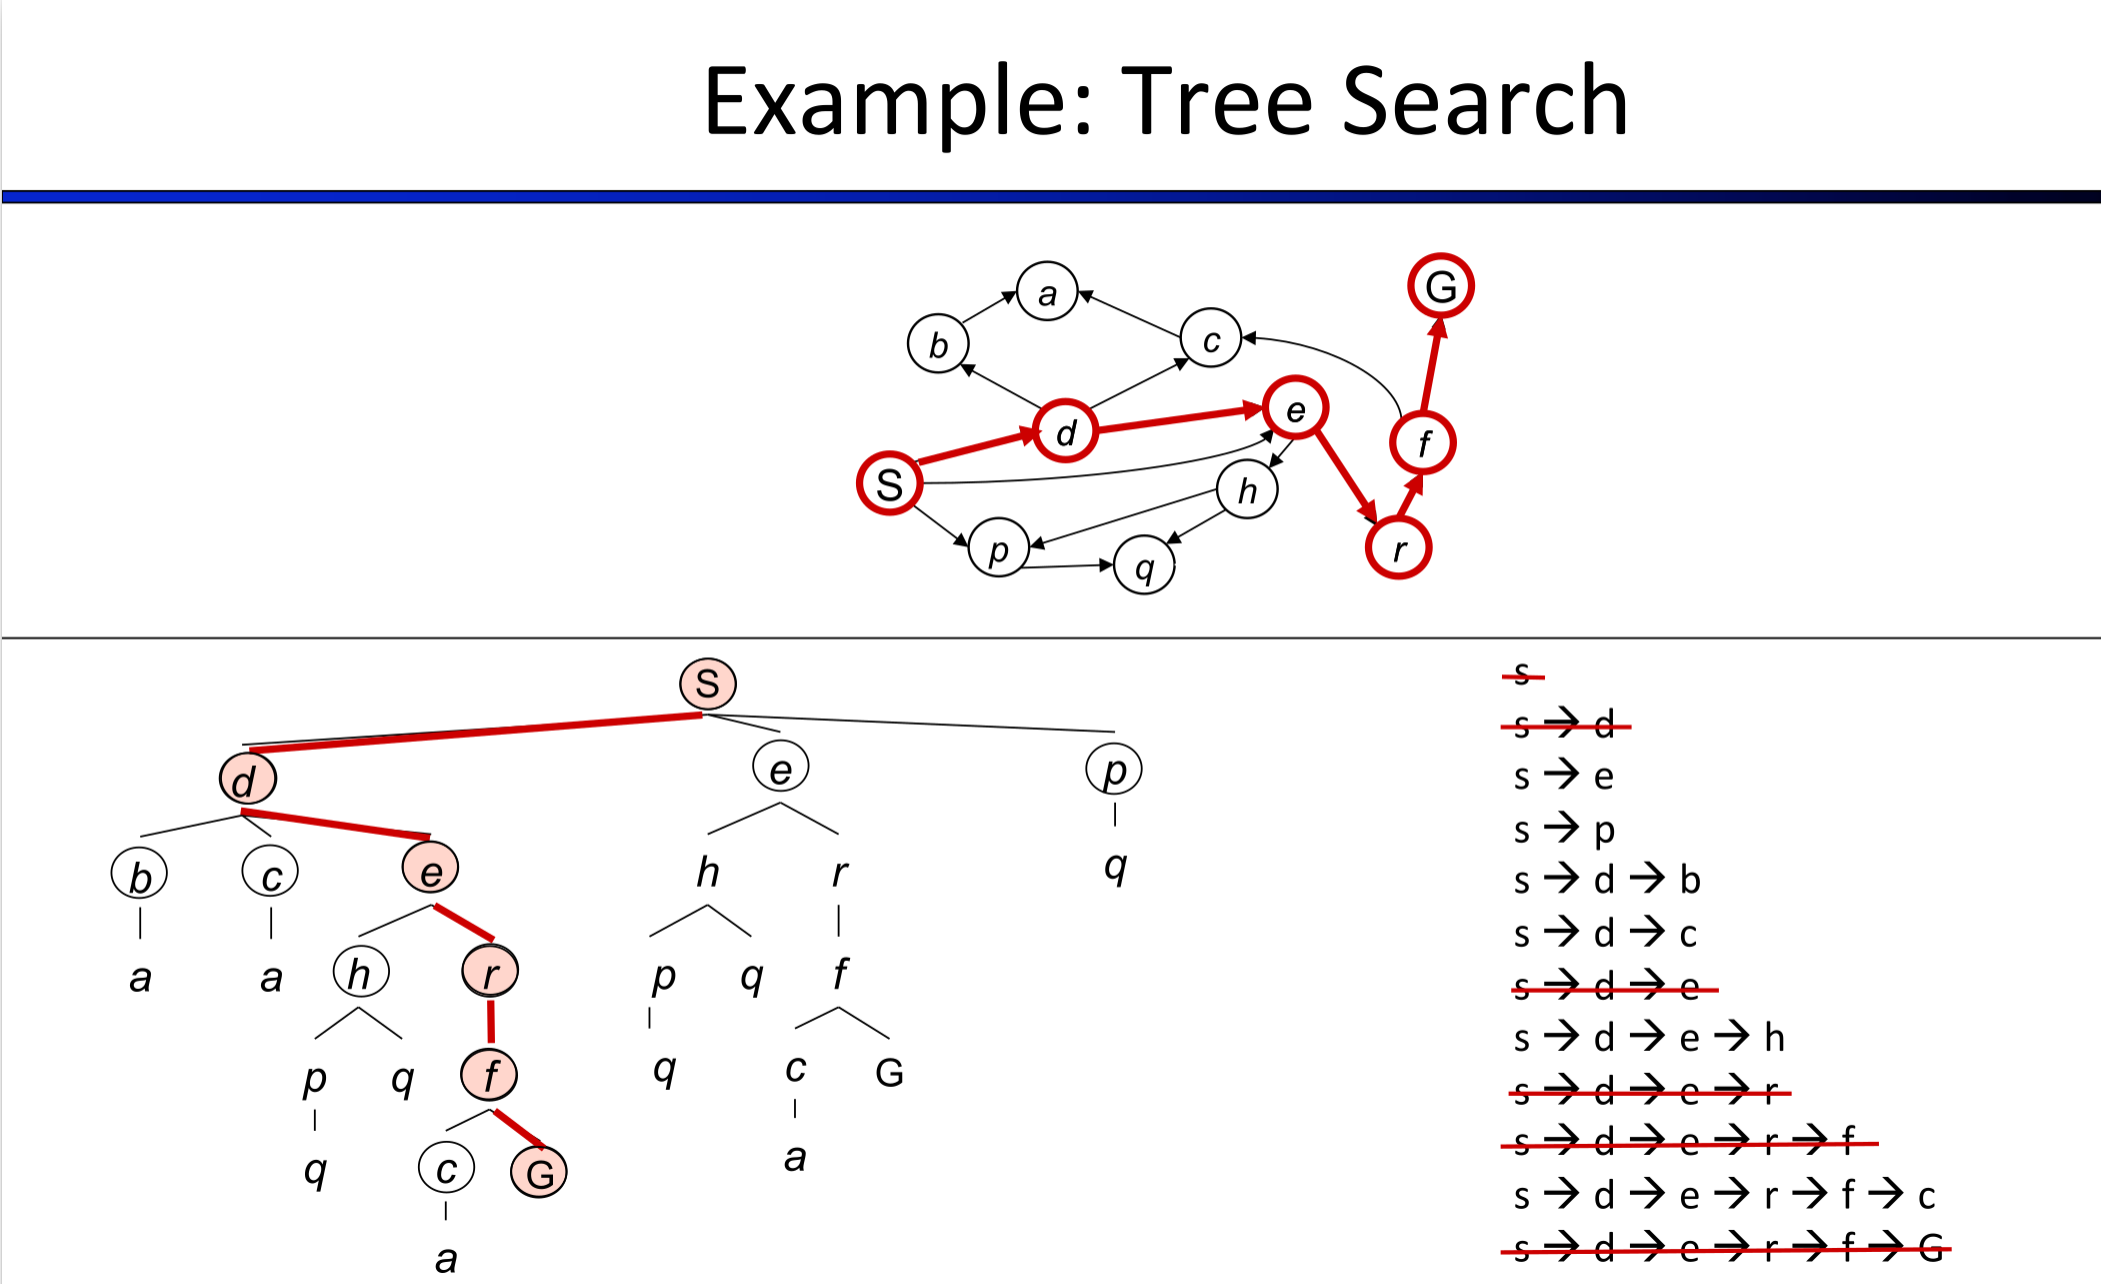 Example: Tree Search
a
G
b
c
e
d
f
S
h
p
q
r
S
d
e
p
b
c
e
h
r
q
a
a
h
r
p
q
f
p
q
f
q
c
G
q
c
G
a
a
s
s → d
s → e
s → p
s → d → b
s → d → c
s → d → e
s → d → e → h
s → d → e → r
s → d → e → r → f
s → d → e → r → f → c
s → d → e → r → f → G